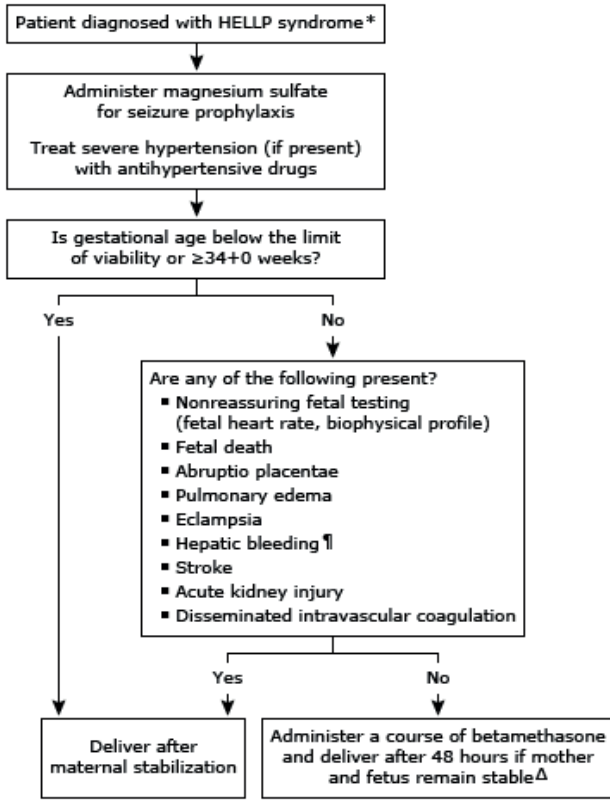 Patient diagnosed with HELLP syndrome*
Administer magnesium sulfate
for seizure prophylaxis
Treat severe hypertension (if present)
with antihypertensive drugs
Is gestational age below the limit
of viability or ≥34+0 weeks?
Yes
No
Are any of the following present?
▪ Nonreassuring fetal testing
(fetal heart rate, biophysical profile)
▪ Fetal death
▪ Abruptio placentae
▪ Pulmonary edema
▪ Eclampsia
▪ Hepatic bleeding¶
▪ Stroke
▪ Acute kidney injury
▪ Disseminated intravascular coagulation
Yes
No
Deliver after
maternal stabilization
Administer a course of betamethasone
and deliver after 48 hours if mother
and fetus remain stableΔ